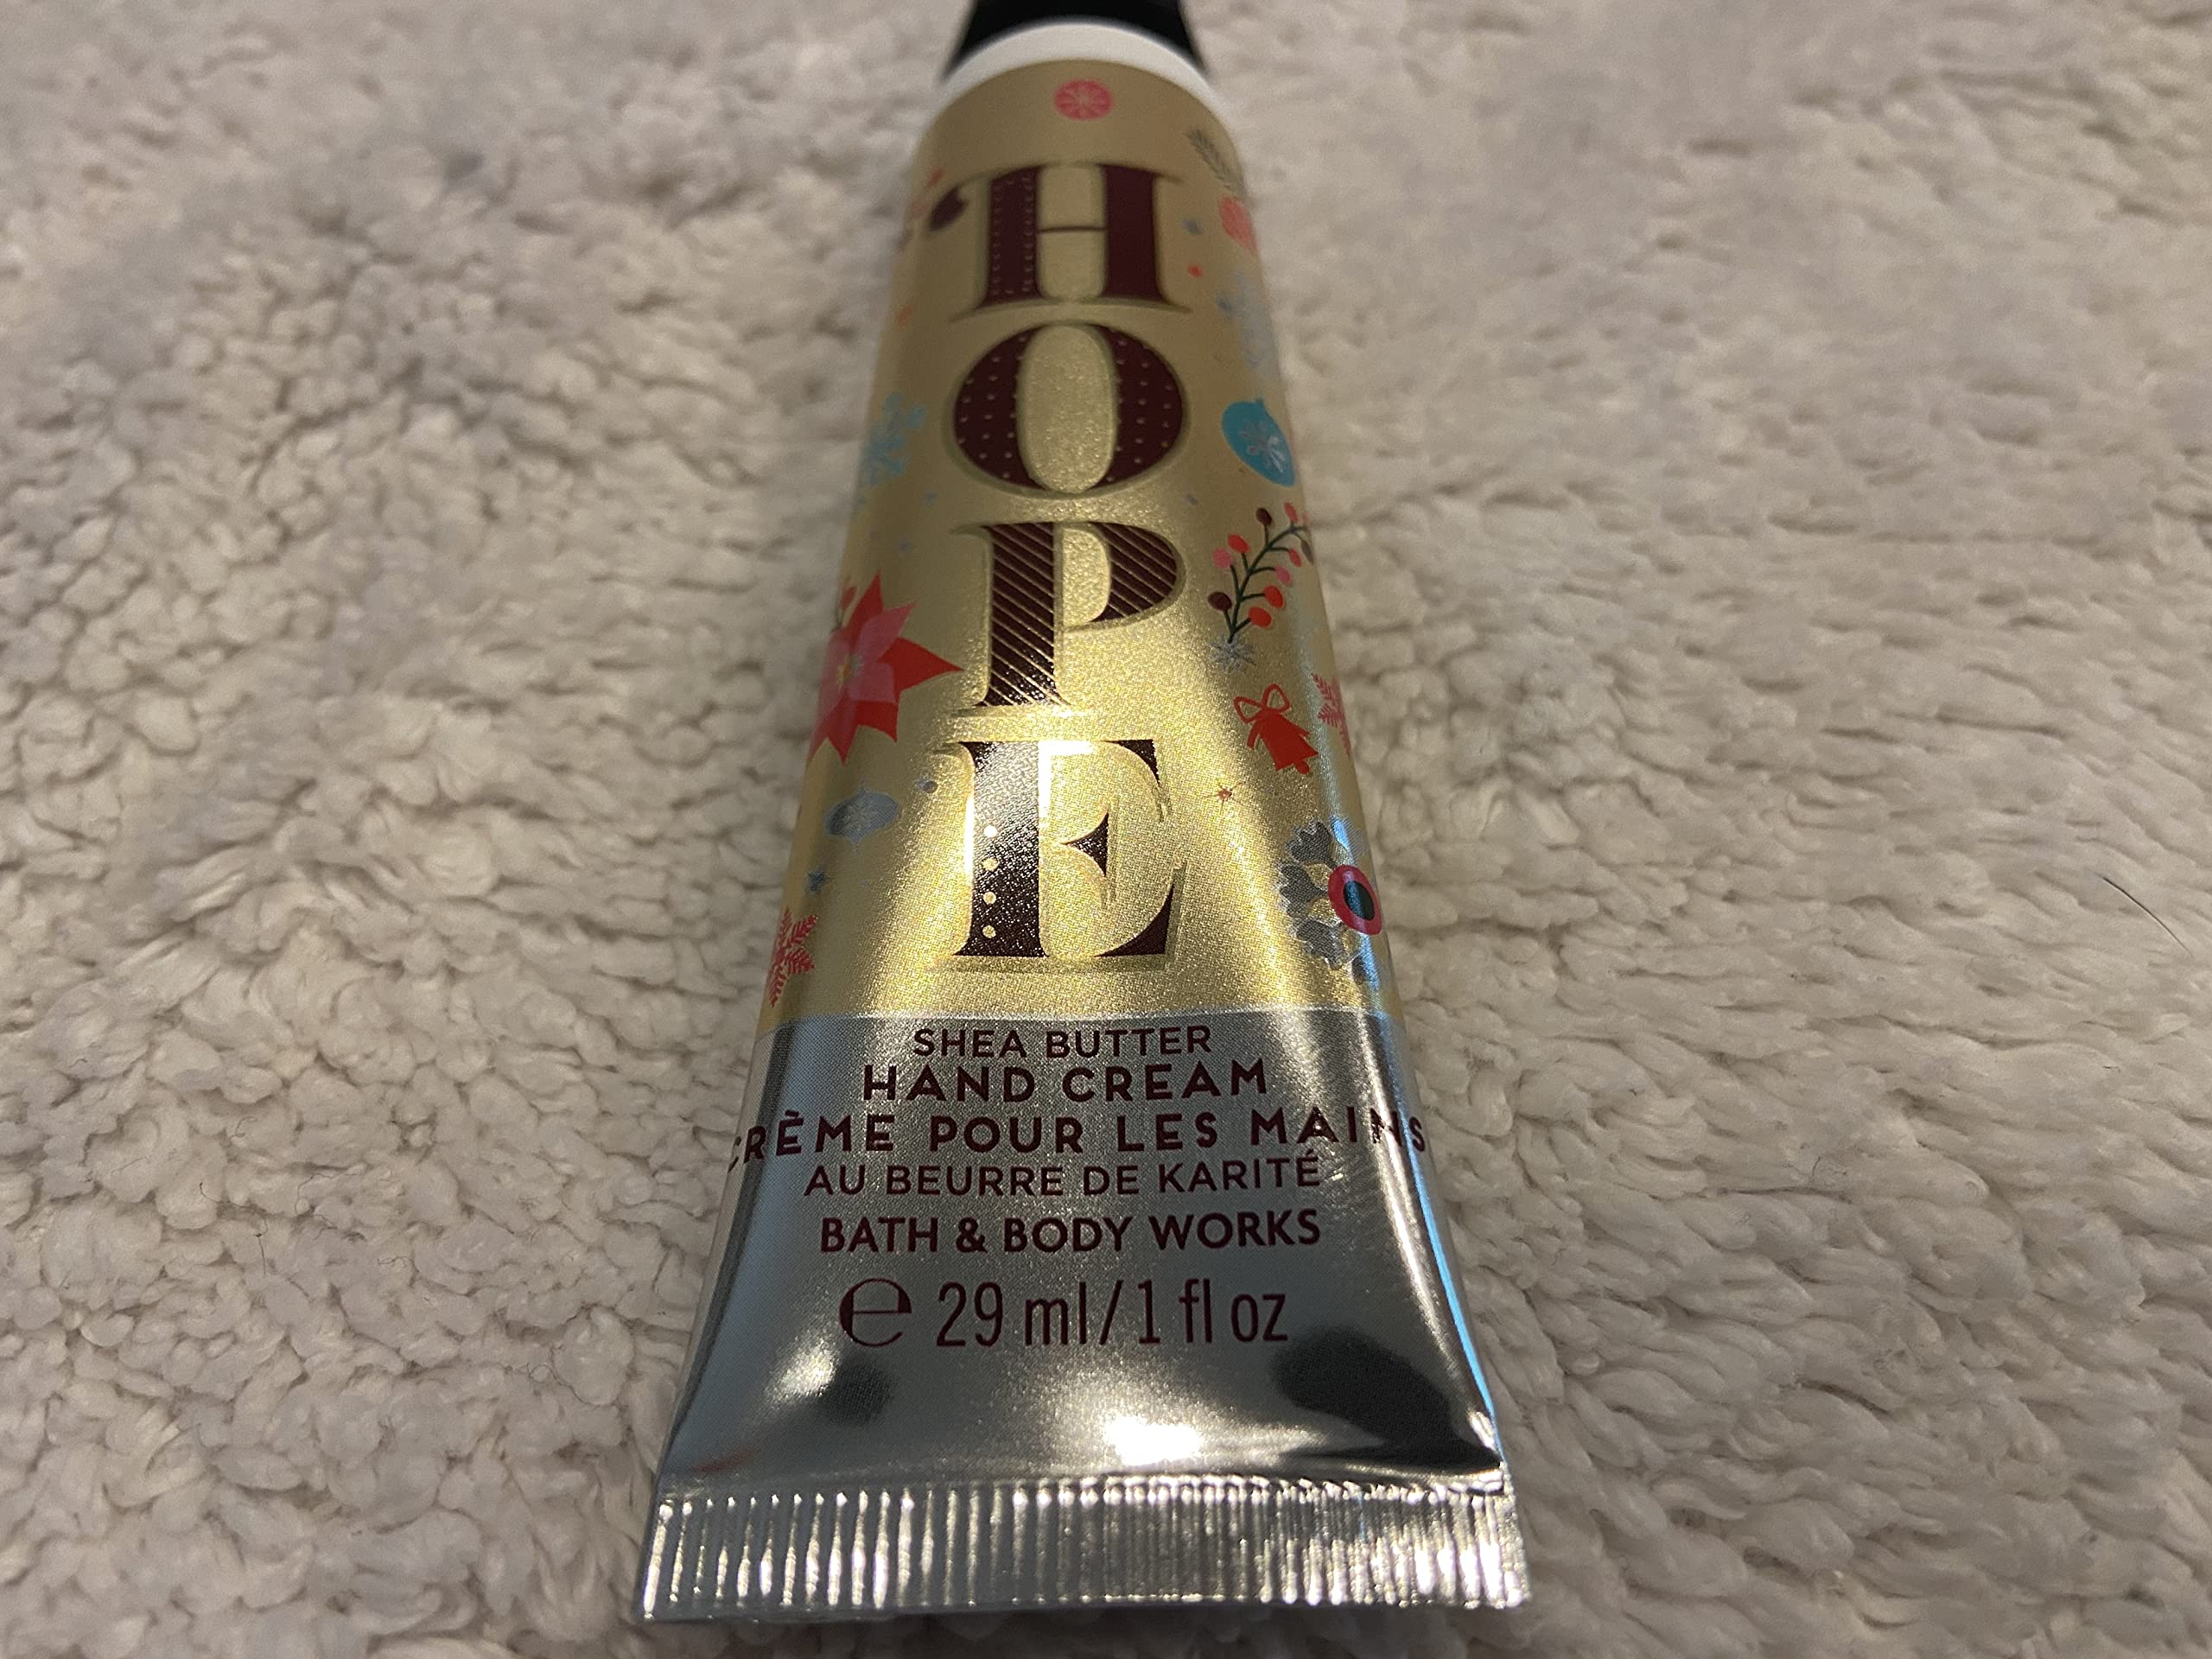 HOPE
SHEA BUTTER
HAND CREAM
CRÈME POUR LES MAINS
AU BEURRE DE KARITÉ
BATH & BODY WORKS
℮ 29 ml/1 fl oz